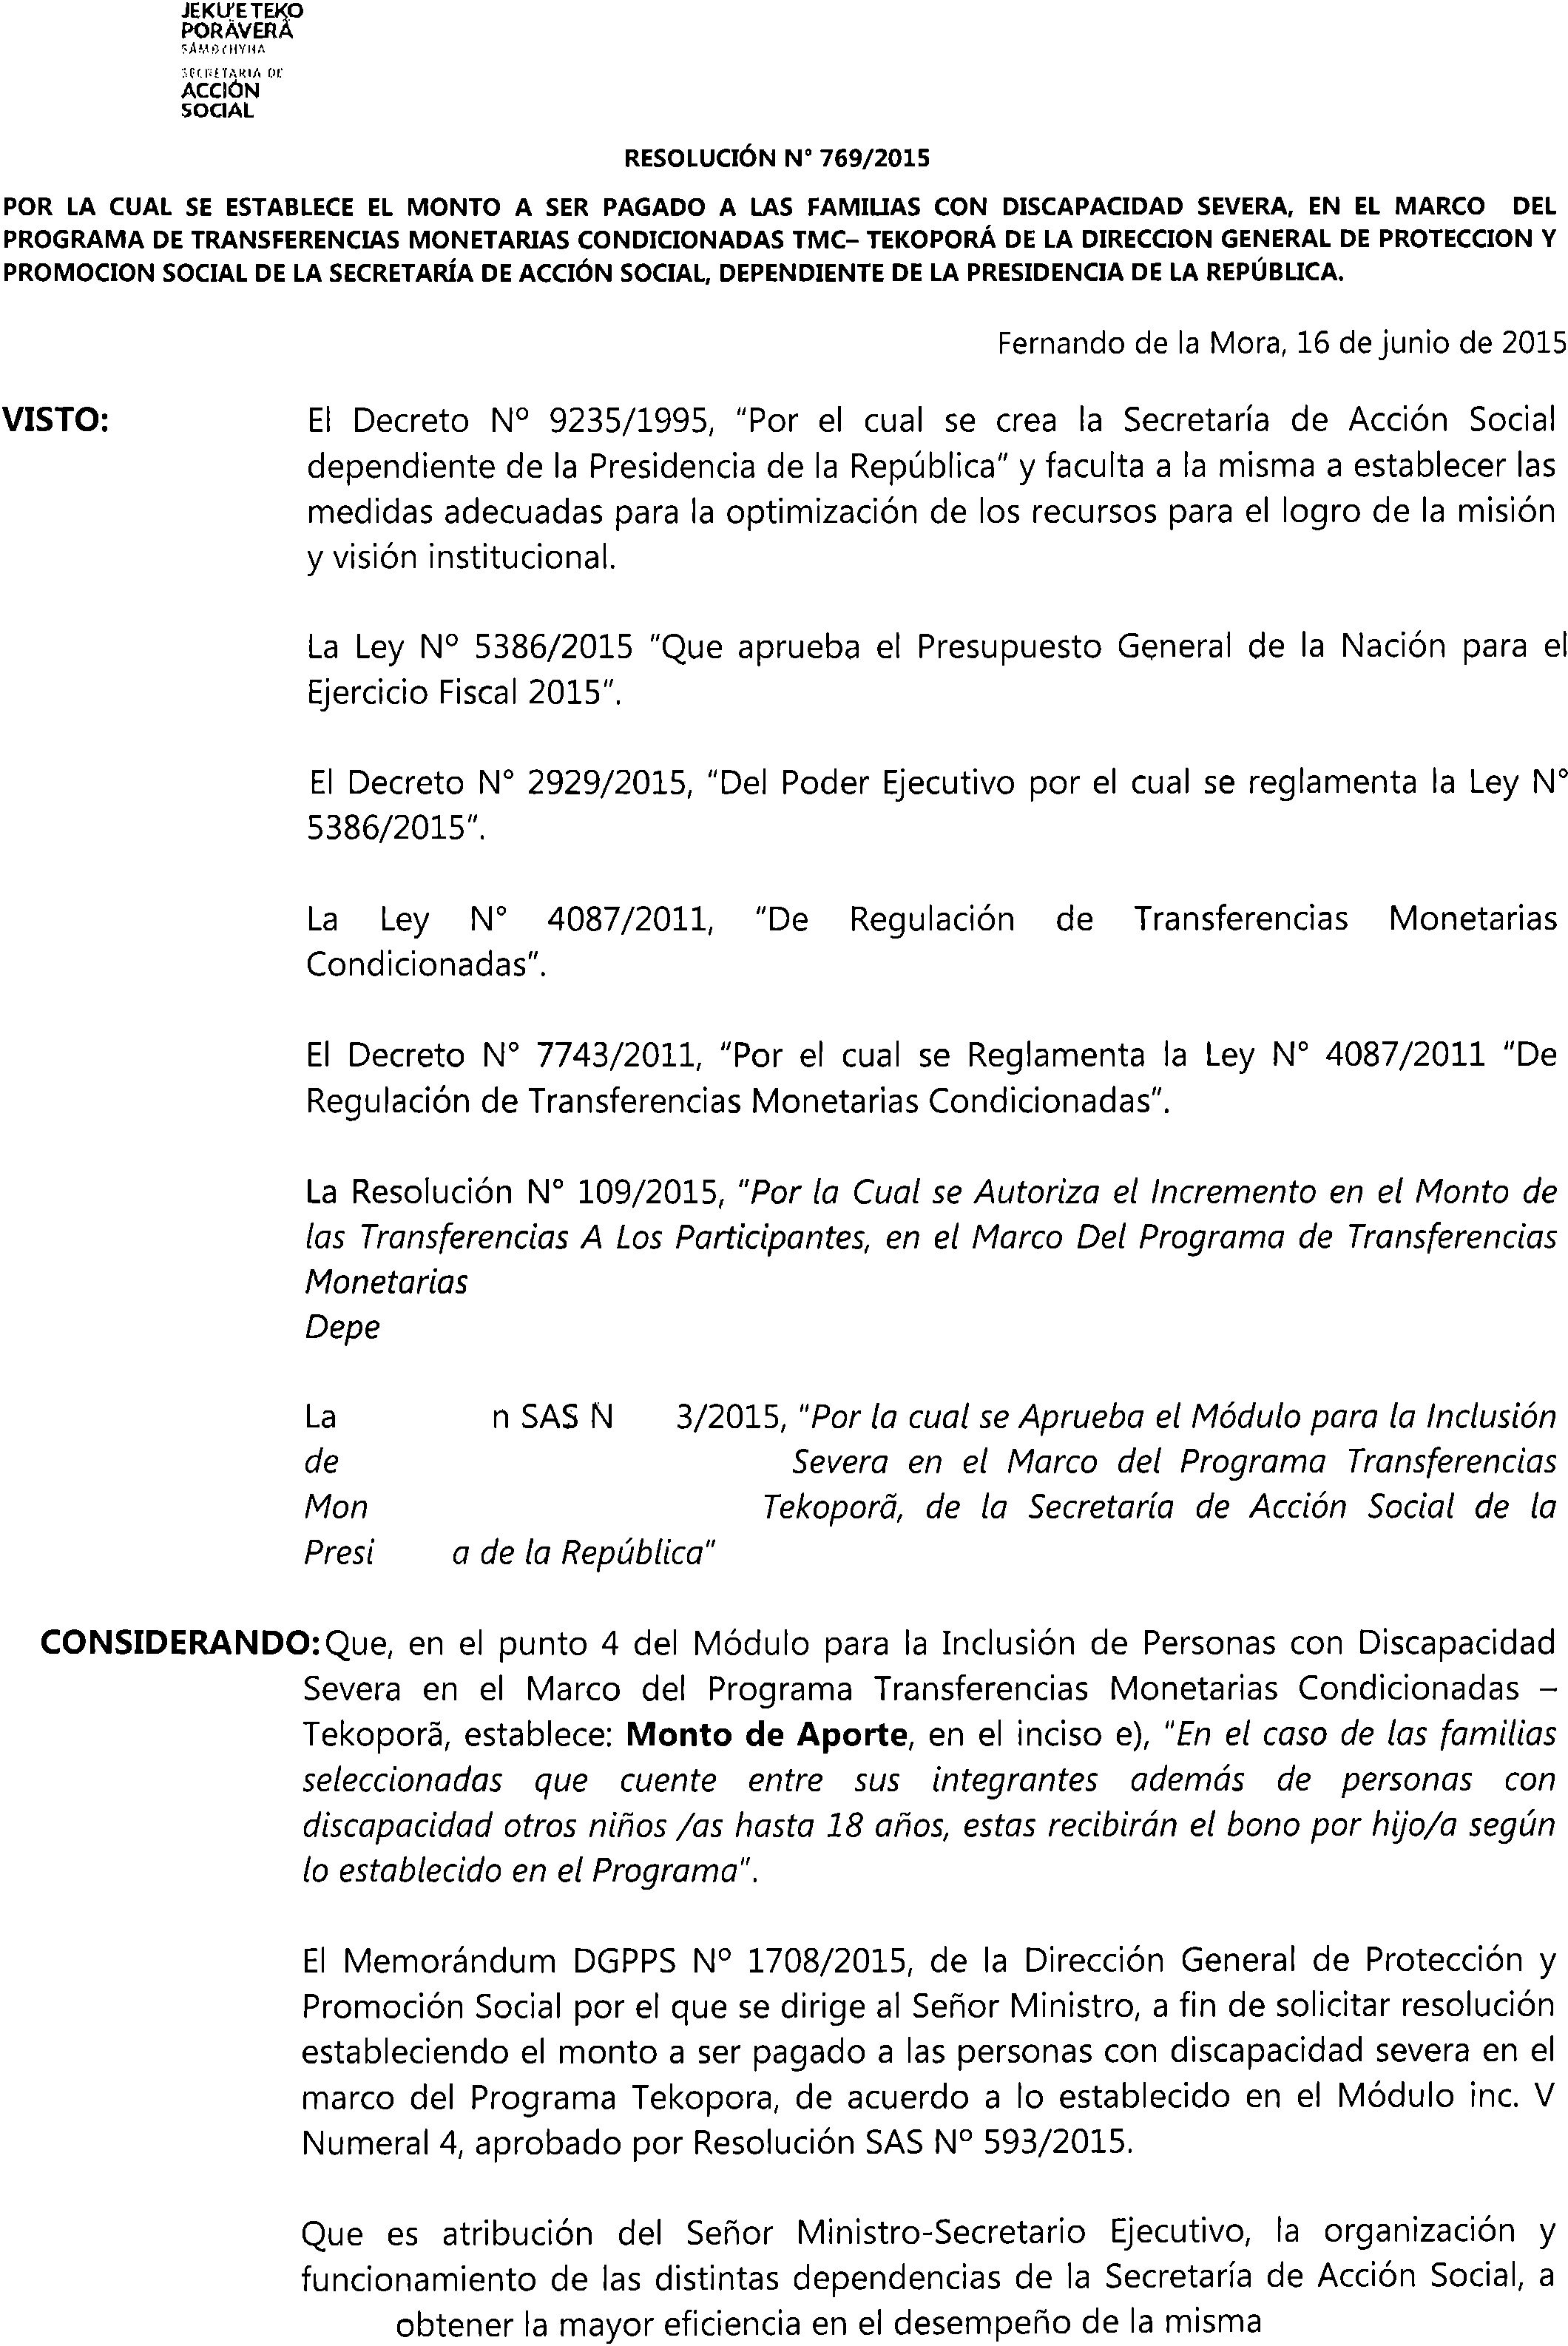 JEKU'E TEKO
PORÃVERÃ
SÃMBYHYHA
SECRETARIA DE
ACCIÓN
SOCIAL
RESOLUCIÓN N° 769/2015
POR LA CUAL SE ESTABLECE EL MONTO A SER PAGADO A LAS FAMILIAS CON DISCAPACIDAD SEVERA, EN EL MARCO DEL
PROGRAMA DE TRANSFERENCIAS MONETARIAS CONDICIONADAS TMC– TEKOPORÁ DE LA DIRECCION GENERAL DE PROTECCION Y
PROMOCION SOCIAL DE LA SECRETARÍA DE ACCIÓN SOCIAL, DEPENDIENTE DE LA PRESIDENCIA DE LA REPÚBLICA.
Fernando de la Mora, 16 de junio de 2015
VISTO: El Decreto Nº 9235/1995, "Por el cual se crea la Secretaría de Acción Social
dependiente de la Presidencia de la República" y faculta a la misma a establecer las
medidas adecuadas para la optimización de los recursos para el logro de la misión
y visión institucional.
La Ley Nº 5386/2015 "Que aprueba el Presupuesto General de la Nación para el
Ejercicio Fiscal 2015".
El Decreto N° 2929/2015, "Del Poder Ejecutivo por el cual se reglamenta la Ley N°
5386/2015".
La Ley N° 4087/2011, "De Regulación de Transferencias Monetarias
Condicionadas".
El Decreto N° 7743/2011, "Por el cual se Reglamenta la Ley N° 4087/2011 "De
Regulación de Transferencias Monetarias Condicionadas".
La Resolución N° 109/2015, "Por la Cual se Autoriza el Incremento en el Monto de
las Transferencias A Los Participantes, en el Marco Del Programa de Transferencias
Monetarias
Depe
La n SAS N 3/2015, "Por la cual se Aprueba el Módulo para la Inclusión
de Severa en el Marco del Programa Transferencias
Mon Tekoporã, de la Secretaría de Acción Social de la
Presi a de la República"
CONSIDERANDO: Que, en el punto 4 del Módulo para la Inclusión de Personas con Discapacidad
Severa en el Marco del Programa Transferencias Monetarias Condicionadas –
Tekoporã, establece: Monto de Aporte, en el inciso e), "En el caso de las familias
seleccionadas que cuente entre sus integrantes además de personas con
discapacidad otros niños /as hasta 18 años, estas recibirán el bono por hijo/a según
lo establecido en el Programa".
El Memorándum DGPPS Nº 1708/2015, de la Dirección General de Protección y
Promoción Social por el que se dirige al Señor Ministro, a fin de solicitar resolución
estableciendo el monto a ser pagado a las personas con discapacidad severa en el
marco del Programa Tekopora, de acuerdo a lo establecido en el Módulo inc. V
Numeral 4, aprobado por Resolución SAS Nº 593/2015.
Que es atribución del Señor Ministro-Secretario Ejecutivo, la organización y
funcionamiento de las distintas dependencias de la Secretaría de Acción Social, a
obtener la mayor eficiencia en el desempeño de la misma